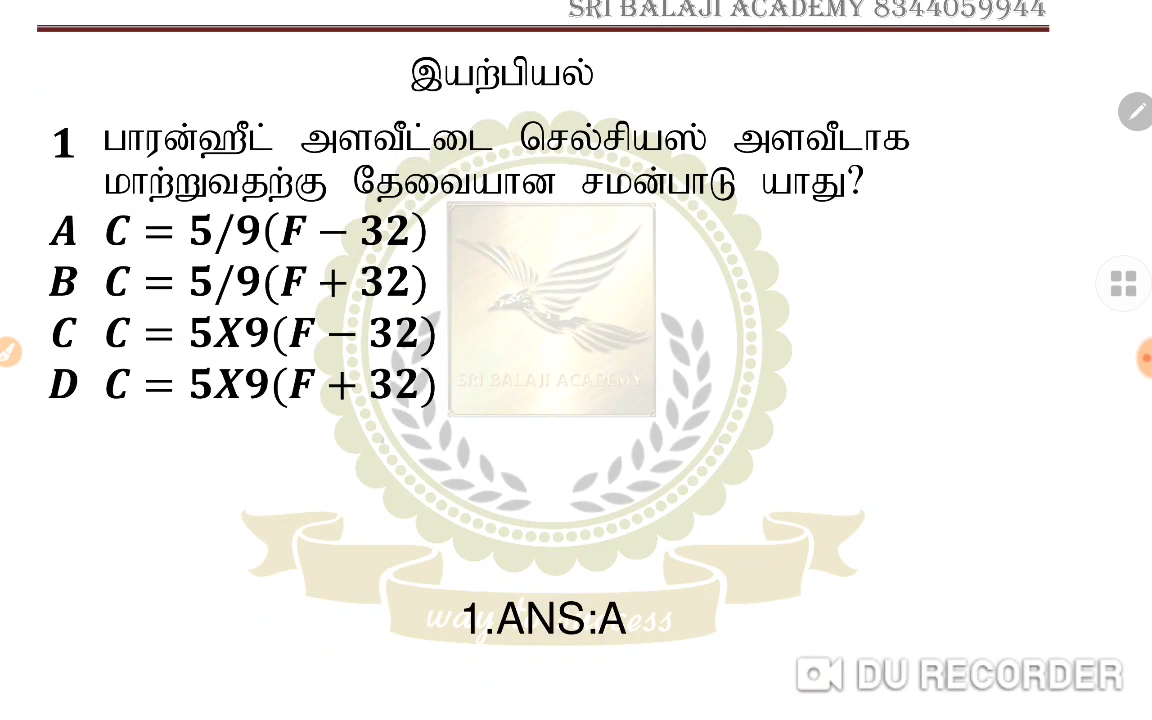 SRI BALAJI ACADEMY 8344059944
இயற்பியல்
1 பாரன்ஹீட் அளவீட்டை செல்சியஸ் அளவீடாக
மாற்றுவதற்கு தேவையான சமன்பாடு யாது?
A C = 5/9(F − 32)
B C = 5/9(F + 32)
C C = 5X9(F − 32)
D C = 5X9(F + 32)
SRI BALAJI ACADEMY
1.ANS:A
DU RECORDER